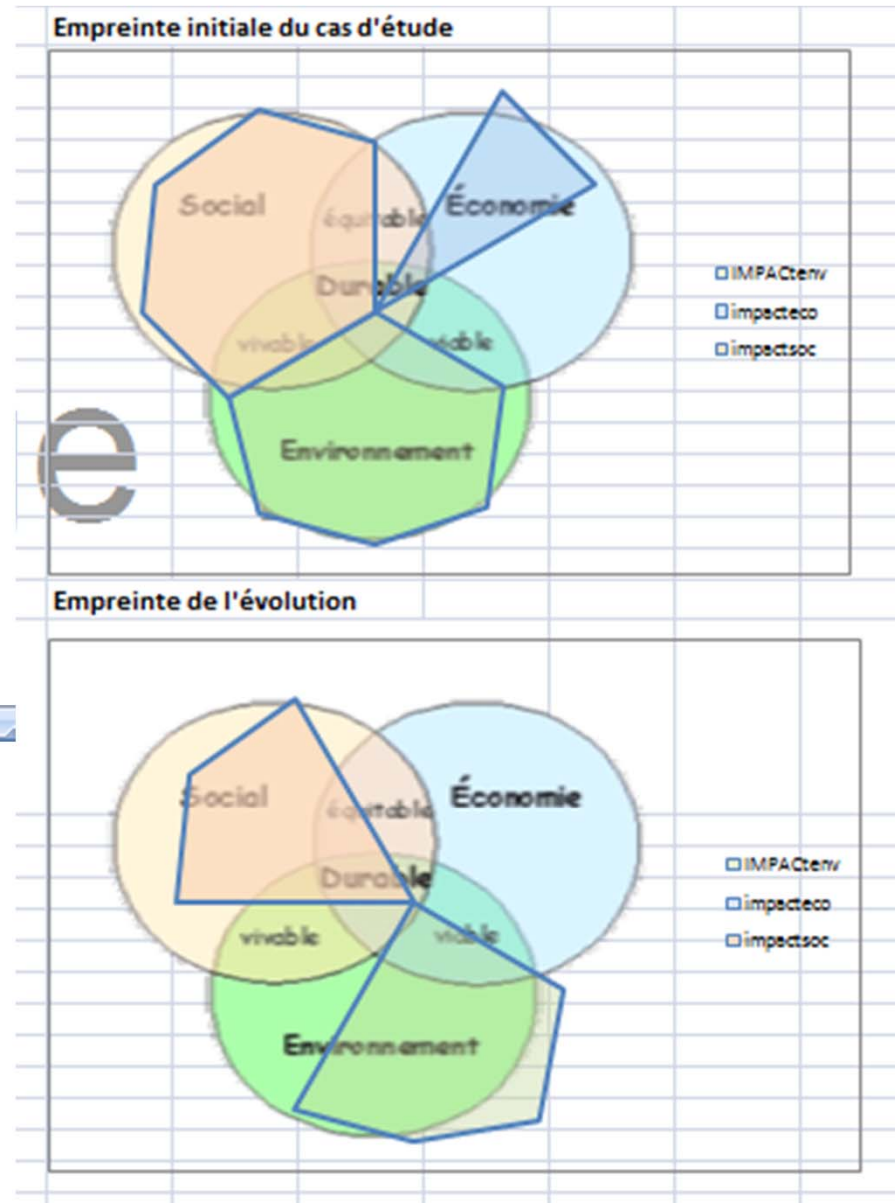 Empreinte initiale du cas d'étude
Social
Économie
équitable
Durable
vivable
viable
Environnement
IMPACtenv
impacteco
impactsoc
e
Empreinte de l'évolution
Social
Économie
équitable
Durable
vivable
viable
Environnement
IMPACtenv
impacteco
impactsoc